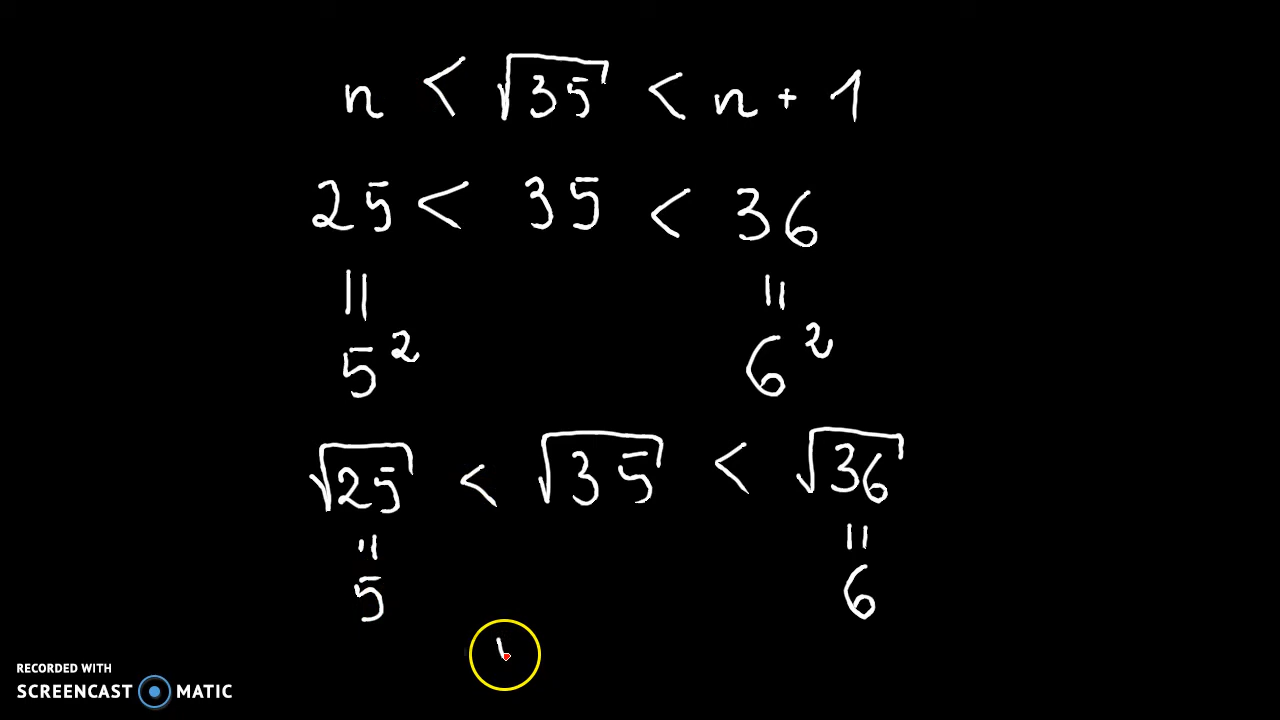 n < √35 < n + 1
25 < 35 < 36
= =
5² 6²
√25 < √35 < √36
= =
5 6
RECORDED WITH
SCREENCAST MATIC